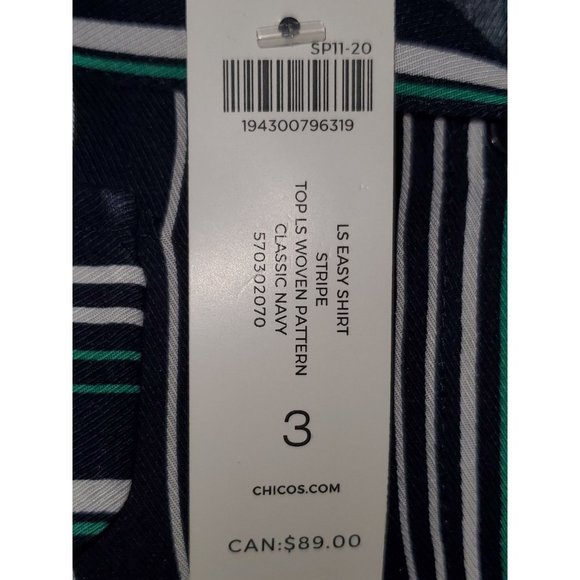 SP11-20
194300796319
LS EASY SHIRT
STRIPE
TOP LS WOVEN PATTERN
CLASSIC NAVY
570302070
3
CHICOS.COM
CAN:$89.00